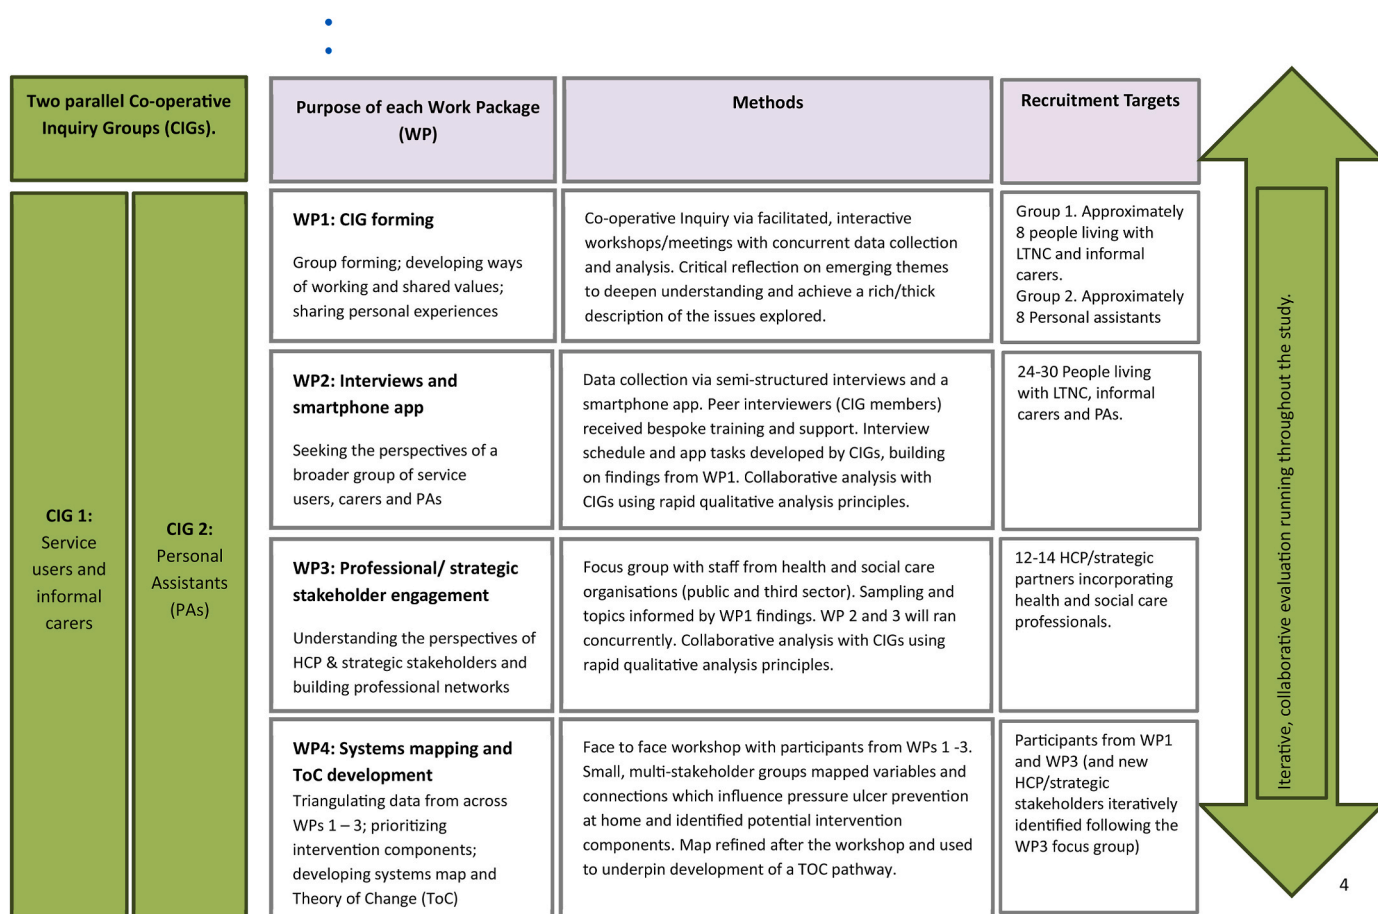 Two parallel Co-operative
Inquiry Groups (CIGs).
Purpose of each Work Package
(WP)
Methods
Recruitment Targets
CIG 1:
Service
users and
informal
carers
CIG 2:
Personal
Assistants
(PAs)
WP1: CIG forming
Group forming; developing ways
of working and shared values;
sharing personal experiences
Co-operative Inquiry via facilitated, interactive
workshops/meetings with concurrent data collection
and analysis. Critical reflection on emerging themes
to deepen understanding and achieve a rich/thick
description of the issues explored.
Group 1. Approximately
8 people living with
LTNC and informal
carers.
Group 2. Approximately
8 Personal assistants
WP2: Interviews and
smartphone app
Seeking the perspectives of a
broader group of service
users, carers and PAs
Data collection via semi-structured interviews and a
smartphone app. Peer interviewers (CIG members)
received bespoke training and support. Interview
schedule and app tasks developed by CIGs, building
on findings from WP1. Collaborative analysis with
CIGs using rapid qualitative analysis principles.
24-30 People living
with LTNC, informal
carers and PAs.
WP3: Professional/ strategic
stakeholder engagement
Understanding the perspectives of
HCP & strategic stakeholders and
building professional networks
Focus group with staff from health and social care
organisations (public and third sector). Sampling and
topics informed by WP1 findings. WP 2 and 3 will ran
concurrently. Collaborative analysis with CIGs using
rapid qualitative analysis principles.
12-14 HCP/strategic
partners incorporating
health and social care
professionals.
WP4: Systems mapping and
ToC development
Triangulating data from across
WPs 1 – 3; prioritizing
intervention components;
developing systems map and
Theory of Change (ToC)
Face to face workshop with participants from WPs 1 -3.
Small, multi-stakeholder groups mapped variables and
connections which influence pressure ulcer prevention
at home and identified potential intervention
components. Map refined after the workshop and used
to underpin development of a TOC pathway.
Participants from WP1
and WP3 (and new
HCP/strategic
stakeholders iteratively
identified following the
WP3 focus group)
Iterative, collaborative evaluation running throughout the study.
4